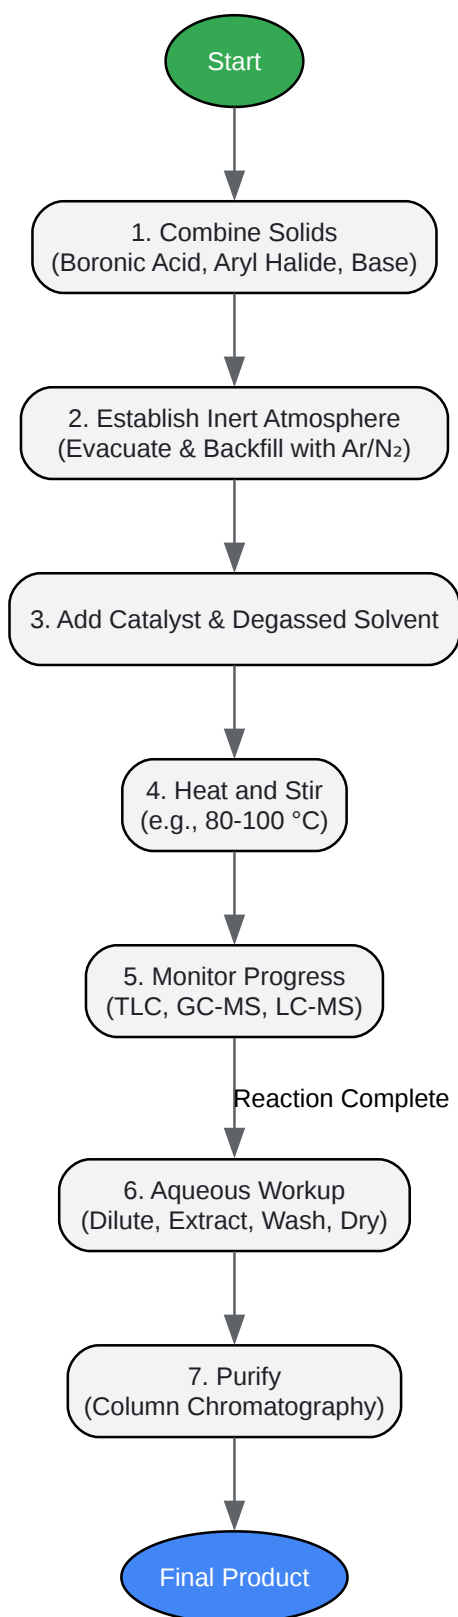 Start
1. Combine Solids
(Boronic Acid, Aryl Halide, Base)
2. Establish Inert Atmosphere
(Evacuate & Backfill with Ar/N₂)
3. Add Catalyst & Degassed Solvent
4. Heat and Stir
(e.g., 80-100 °C)
5. Monitor Progress
(TLC, GC-MS, LC-MS)
Reaction Complete
6. Aqueous Workup
(Dilute, Extract, Wash, Dry)
7. Purify
(Column Chromatography)
Final Product